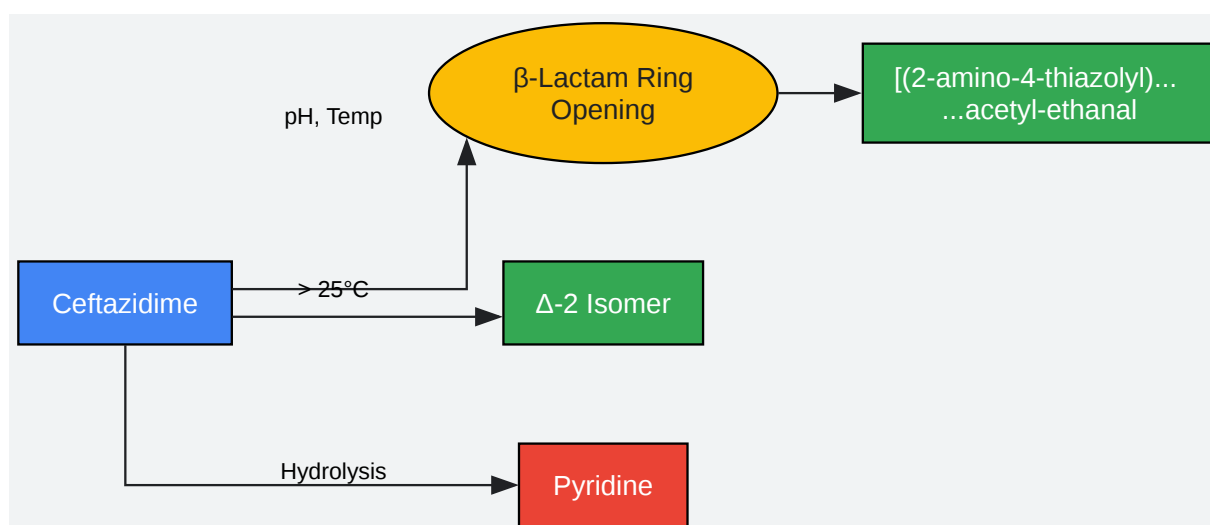 β-Lactam Ring
Opening
[(2-amino-4-thiazolyl)...
...acetyl-ethanal
pH, Temp
Ceftazidime
> 25°C
Δ-2 Isomer
Hydrolysis
Pyridine